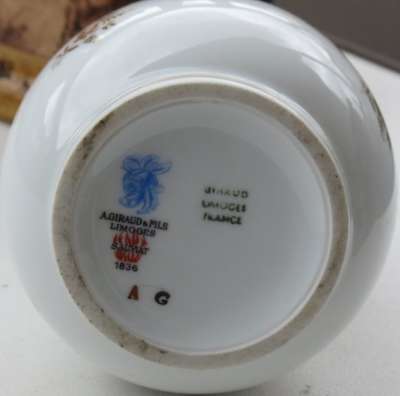 A.GIRAUD & FILS
LIMOGES
1836
A G
GIRAUD
LIMOGES
FRANCE